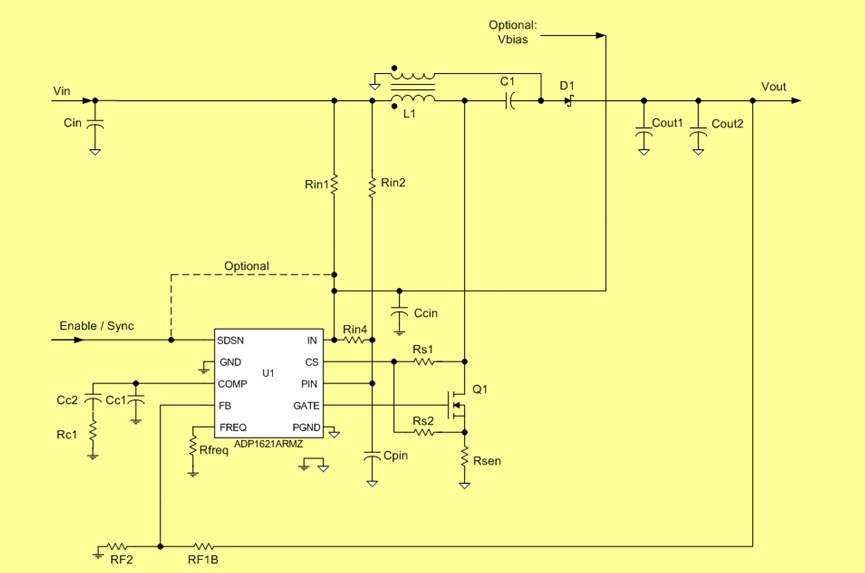 Optional:
Vbias
Vin
C1
D1
Vout
Cin
L1
Cout1
Cout2
Rin1
Rin2
Optional
Ccin
Enable / Sync
Rin4
SDSN
IN
Rs1
GND
CS
U1
COMP
PIN
Q1
Cc2
Cc1
FB
GATE
Rs2
FREQ
PGND
Rc1
ADP1621ARMZ
Rfreq
Cpin
Rsen
RF2
RF1B